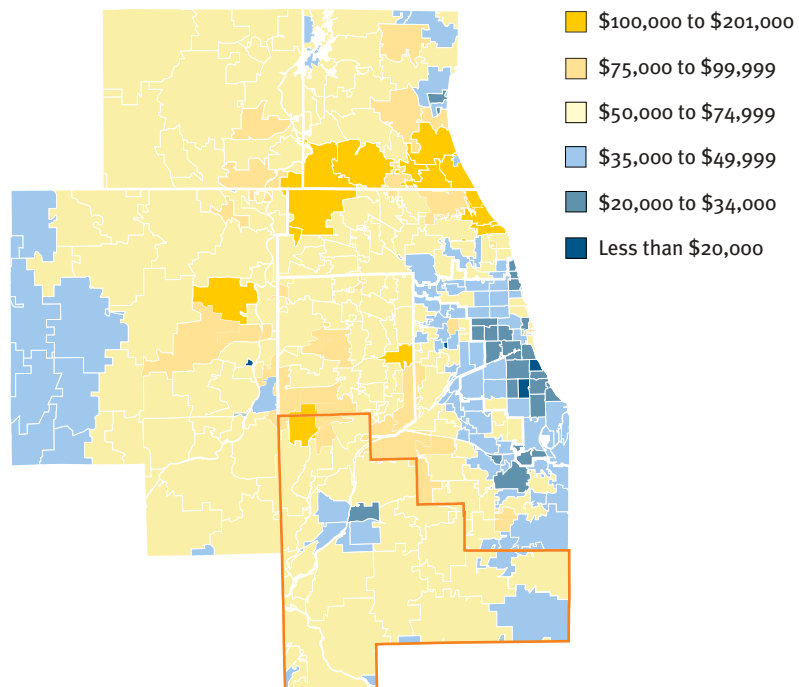 $100,000 to $201,000
$75,000 to $99,999
$50,000 to $74,999
$35,000 to $49,999
$20,000 to $34,000
Less than $20,000